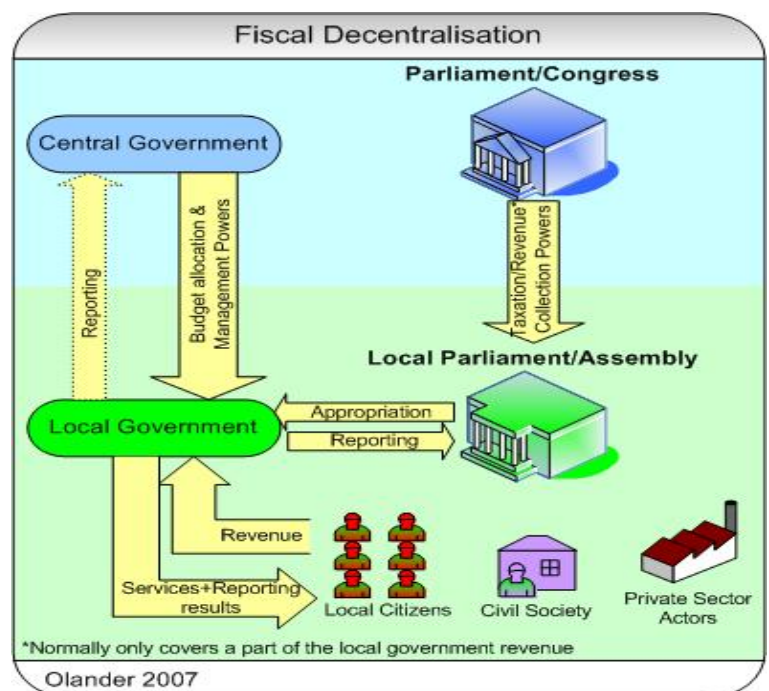 Fiscal Decentralisation
Parliament/Congress
Central Government
Reporting
Budget allocation &
Management Powers
Taxation/Revenue*
Collection Powers
Local Parliament/Assembly
Local Government
Appropriation
Reporting
Revenue
Services+Reporting
results
Local Citizens
Civil Society
Private Sector
Actors
*Normally only covers a part of the local government revenue
Olander 2007